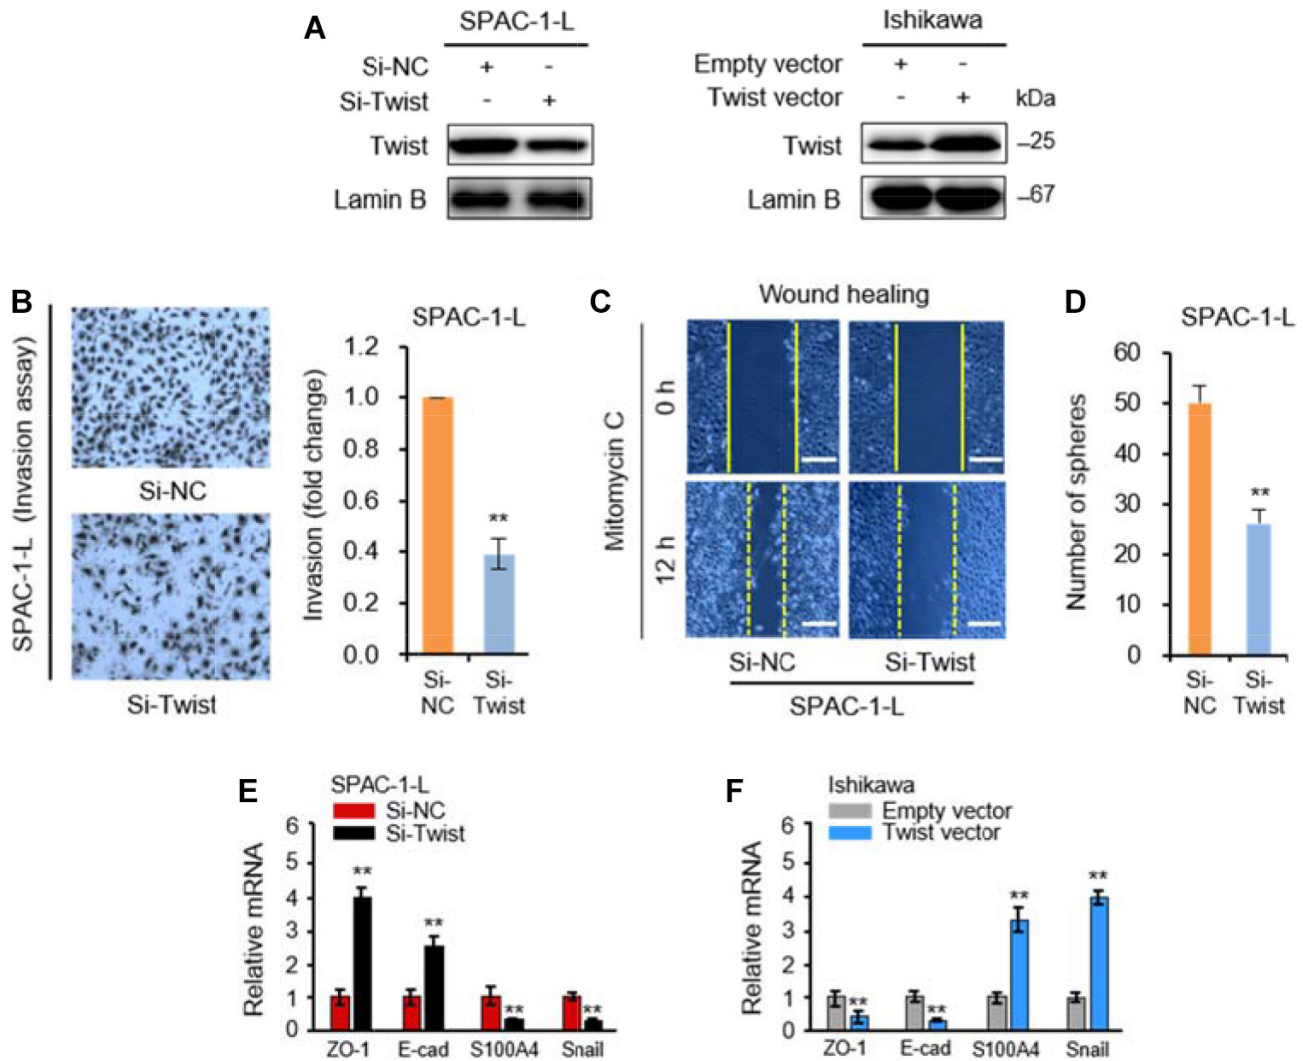 A
SPAC-1-L
Si-NC + -
Si-Twist - +
Twist
Lamin B
Ishikawa
Empty vector + -
Twist vector - + kDa
Twist –25
Lamin B –67
B
SPAC-1-L (Invasion assay)
Si-NC
Si-Twist
SPAC-1-L
Invasion (fold change)
1.2
1.0
0.8
0.6
0.4
0.2
0.0
**
Si-NC
Si-Twist
C
Wound healing
Mitomycin C
0 h
12 h
Si-NC Si-Twist
SPAC-1-L
D
SPAC-1-L
Number of spheres
60
50
40
30
20
10
0
**
Si-NC
Si-Twist
E
SPAC-1-L
Si-NC
Si-Twist
Relative mRNA
6
5
4
3
2
1
0
** ** ** **
ZO-1 E-cad S100A4 Snail
F
Ishikawa
Empty vector
Twist vector
Relative mRNA
6
5
4
3
2
1
0
** ** ** **
ZO-1 E-cad S100A4 Snail